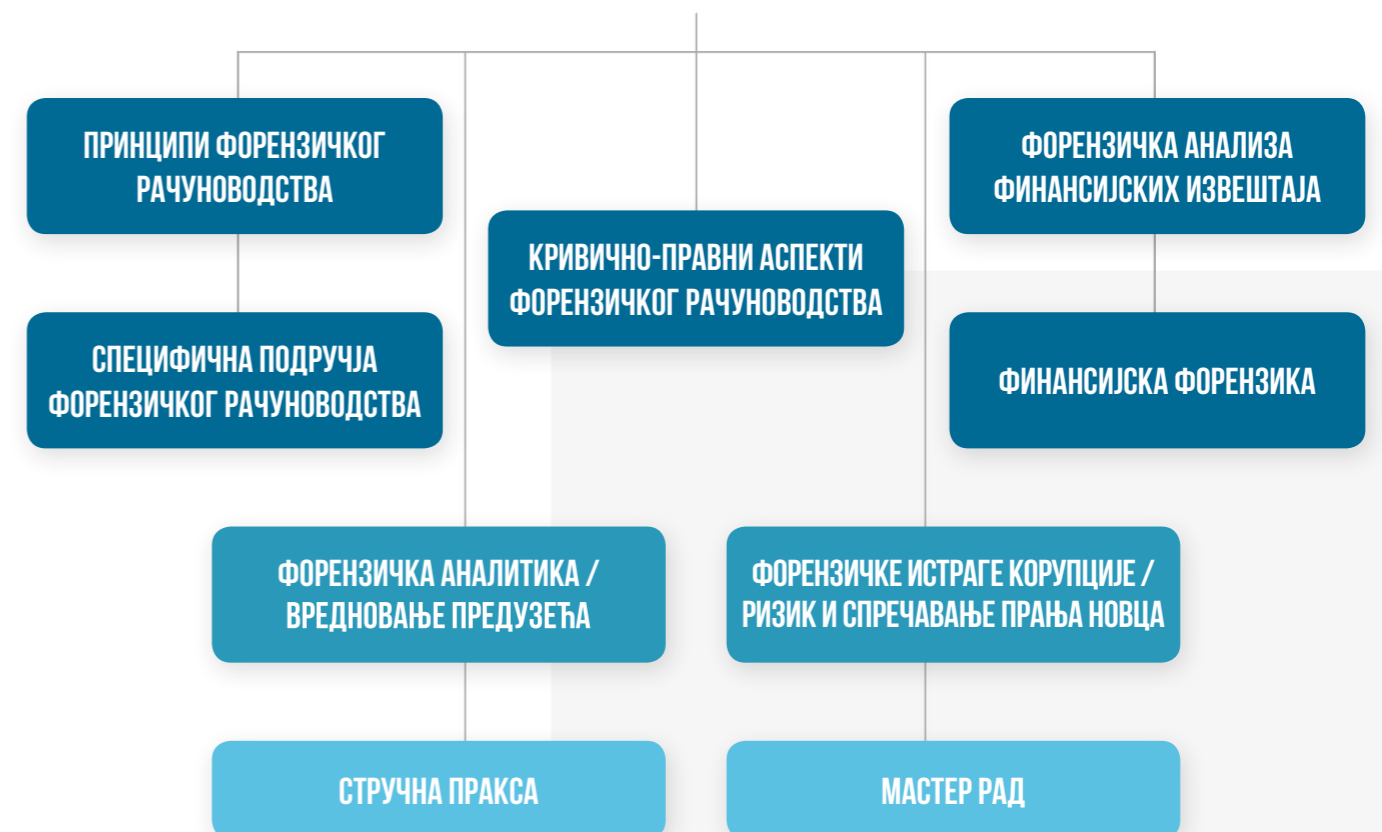 ПРИНЦИПИ ФОРЕНЗИЧКОГ
РАЧУНОВОДСТВА
ФОРЕНЗИЧКА АНАЛИЗА
ФИНАНСИЈСКИХ ИЗВЕШТАЈА
КРИВИЧНО-ПРАВНИ АСПЕКТИ
ФОРЕНЗИЧКОГ РАЧУНОВОДСТВА
СПЕЦИФИЧНА ПОДРУЧЈА
ФОРЕНЗИЧКОГ РАЧУНОВОДСТВА
ФИНАНСИЈСКА ФОРЕНЗИКА
ФОРЕНЗИЧКА АНАЛИТИКА /
ВРЕДНОВАЊЕ ПРЕДУЗЕЋА
ФОРЕНЗИЧКЕ ИСТРАГЕ КОРУПЦИЈЕ /
РИЗИК И СПРЕЧАВАЊЕ ПРАЊА НОВЦА
СТРУЧНА ПРАКСА
МАСТЕР РАД